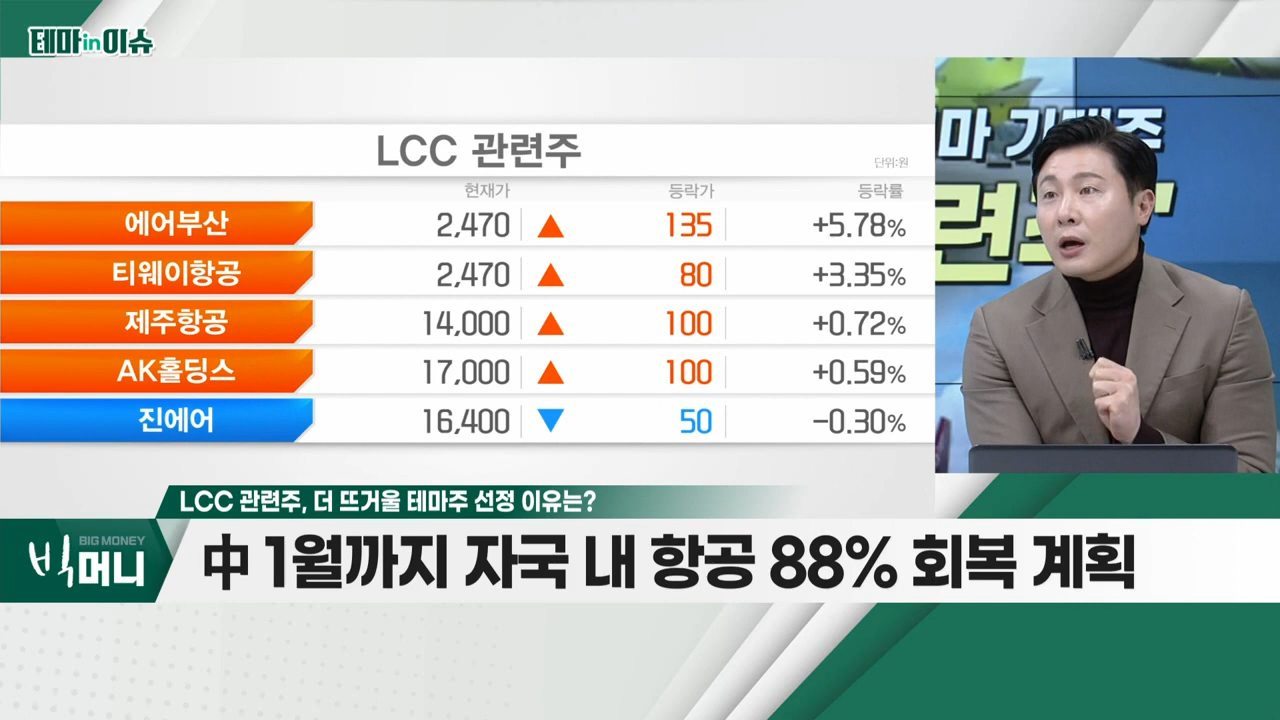 테마in이슈
LCC 관련주
단위:원
현재가 등락가 등락률
에어부산 2,470 ▲ 135 +5.78%
티웨이항공 2,470 ▲ 80 +3.35%
제주항공 14,000 ▲ 100 +0.72%
AK홀딩스 17,000 ▲ 100 +0.59%
진에어 16,400 ▼ 50 -0.30%
LCC 관련주, 더 뜨거울 테마주 선정 이유는?
BIG MONEY
빅머니
中 1월까지 자국 내 항공 88% 회복 계획